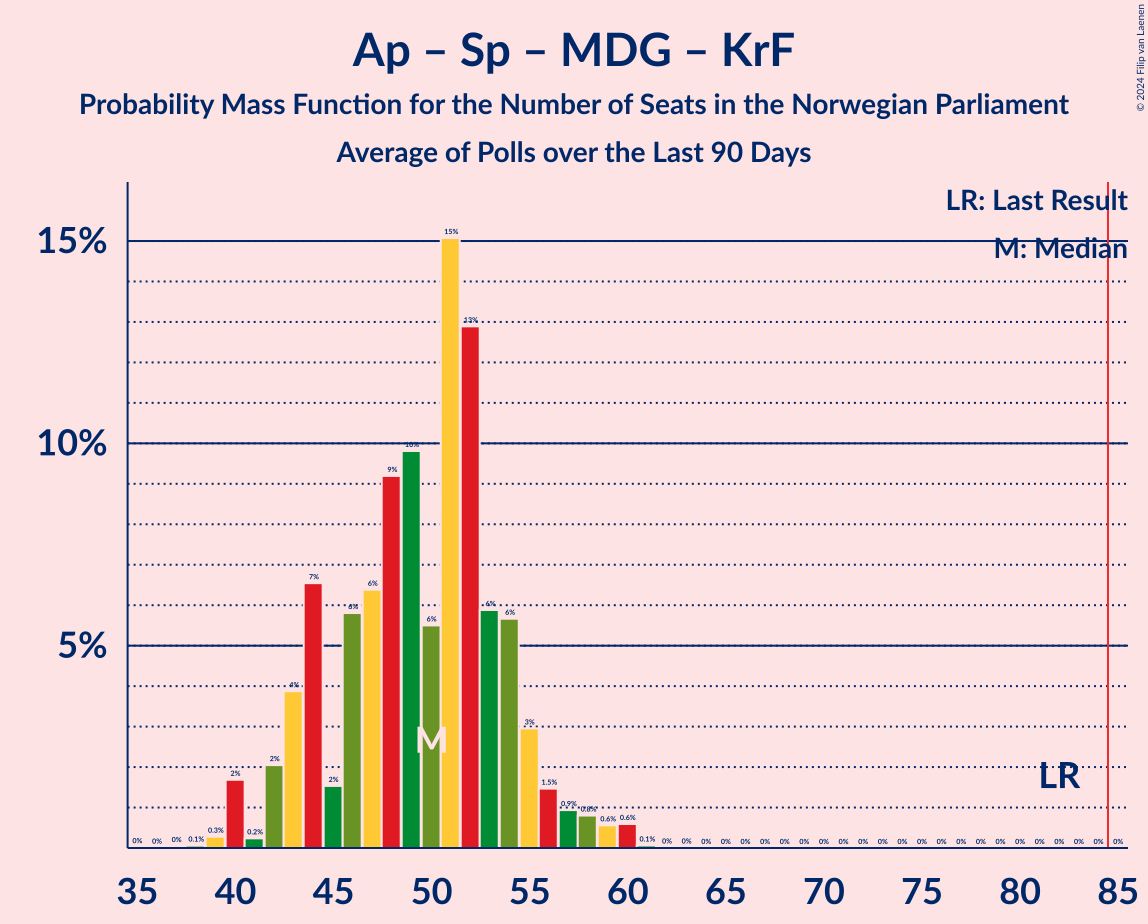 Ap – Sp – MDG – KrF
Probability Mass Function for the Number of Seats in the Norwegian Parliament
Average of Polls over the Last 90 Days
© 2024 Filip van Laenen
LR: Last Result
M: Median
15%
10%
5%
0% 0% 0% 0.1% 0.3% 2% 0.2% 2% 4% 7% 2% 6% 6% 9% 10% 6% 15% 13% 6% 6% 3% 1.5% 0.9% 0.8% 0.6% 0.6% 0.1% 0% 0% 0% 0% 0% 0% 0% 0% 0% 0% 0% 0% 0% 0% 0% 0% 0% 0% 0% 0% 0% 0% 0% 0%
M
LR
35 40 45 50 55 60 65 70 75 80 85